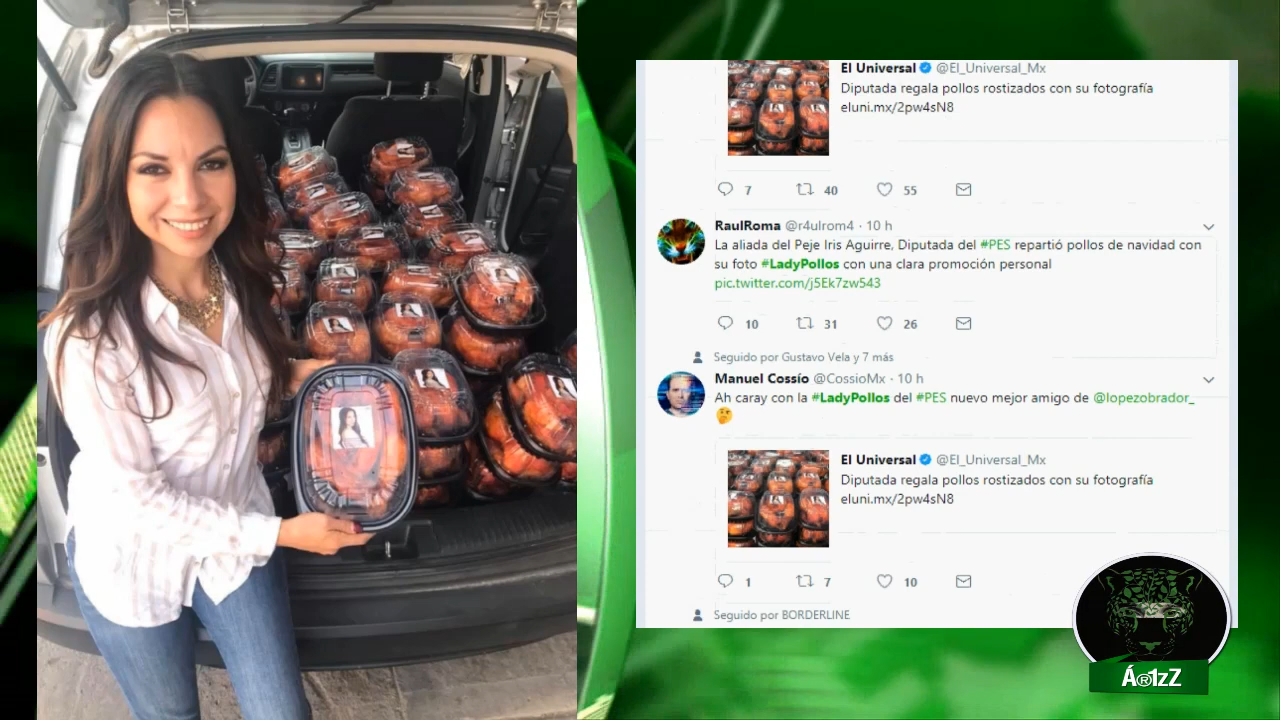 El Universal @El_Universal_Mx
Diputada regala pollos rostizados con su fotografía
eluni.mx/2pw4sN8
7 40 55
RaulRoma @r4ulrom4 · 10 h
La aliada del Peje Iris Aguirre, Diputada del #PES repartió pollos de navidad con
su foto #LadyPollos con una clara promoción personal
pic.twitter.com/j5Ek7zw543
10 31 26
Seguido por Gustavo Vela y 7 más
Manuel Cossío @CossioMx · 10 h
Ah caray con la #LadyPollos del #PES nuevo mejor amigo de @lopezobrador_
🤔
El Universal @El_Universal_Mx
Diputada regala pollos rostizados con su fotografía
eluni.mx/2pw4sN8
1 7 10
Seguido por BORDERLINE
Á®1zZ